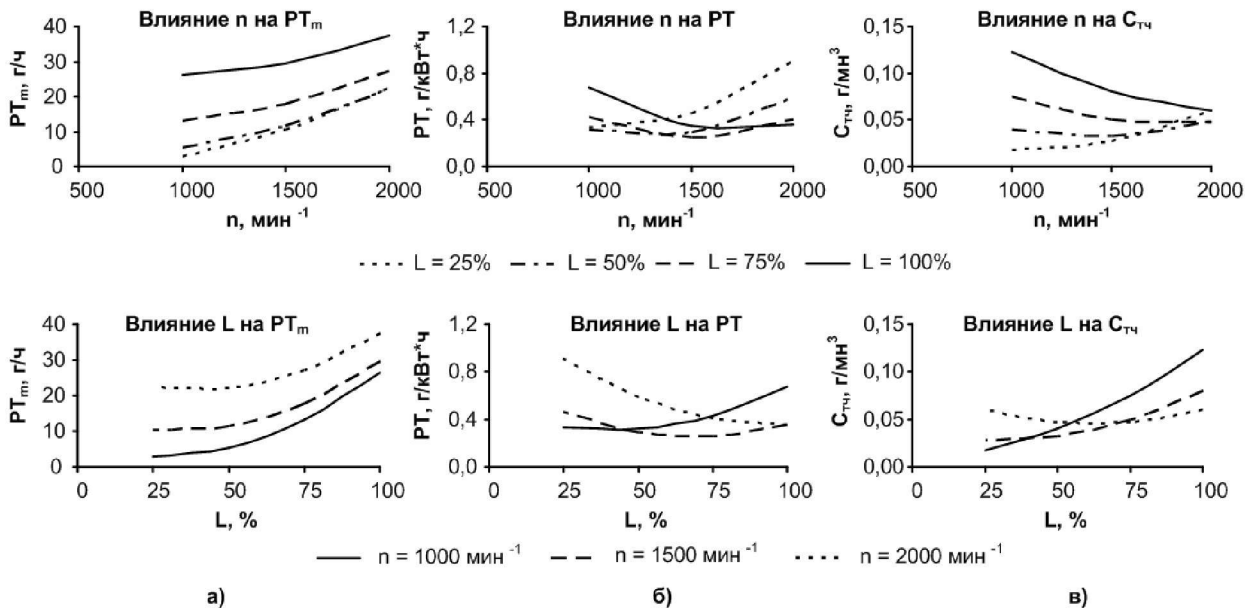 Влияние n на PTm
PTm, г/ч
40
30
20
10
0
500 1000 1500 2000
n, мин -1
Влияние n на PT
PT, г/кВт*ч
1,2
0,8
0,4
0,0
500 1000 1500 2000
n, мин -1
Влияние n на Cтч
Cтч, г/мн3
0,15
0,10
0,05
0,00
500 1000 1500 2000
n, мин -1
L = 25% L = 50% L = 75% L = 100%
Влияние L на PTm
PTm, г/ч
40
30
20
10
0
0 25 50 75 100
L, %
Влияние L на PT
PT, г/кВт*ч
1,2
0,8
0,4
0,0
0 25 50 75 100
L, %
Влияние L на Cтч
Cтч, г/мн3
0,15
0,10
0,05
0,00
0 25 50 75 100
L, %
n = 1000 мин -1 n = 1500 мин -1 n = 2000 мин -1
а) б) в)